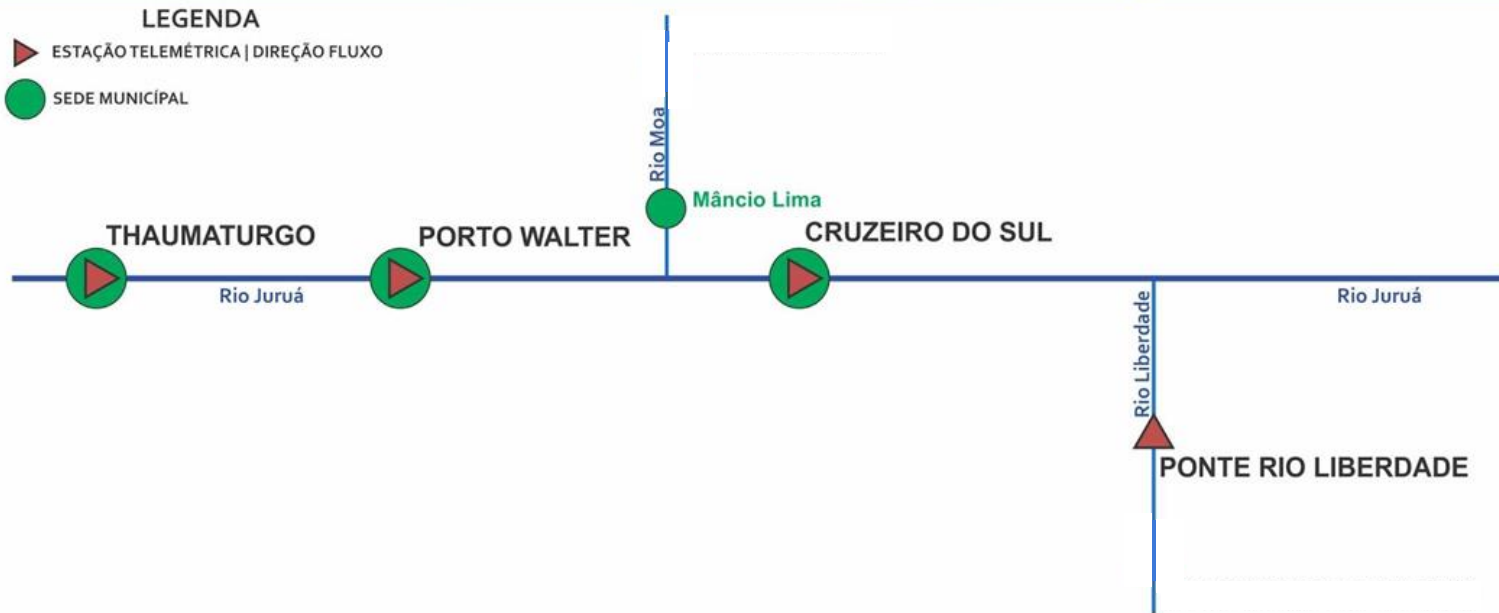 LEGENDA
ESTAÇÃO TELEMÉTRICA | DIREÇÃO FLUXO
SEDE MUNICÍPAL
Rio Moa
Mâncio Lima
THAUMATURGO
PORTO WALTER
CRUZEIRO DO SUL
Rio Juruá
Rio Juruá
Rio Liberdade
PONTE RIO LIBERDADE